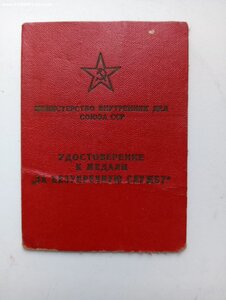 МИНИСТЕРСТВО ВНУТРЕННИХ ДЕЛ
СОЮЗА ССР
УДОСТОВЕРЕНИЕ
К МЕДАЛИ
„ЗА БЕЗУПРЕЧНУЮ СЛУЖБУ"